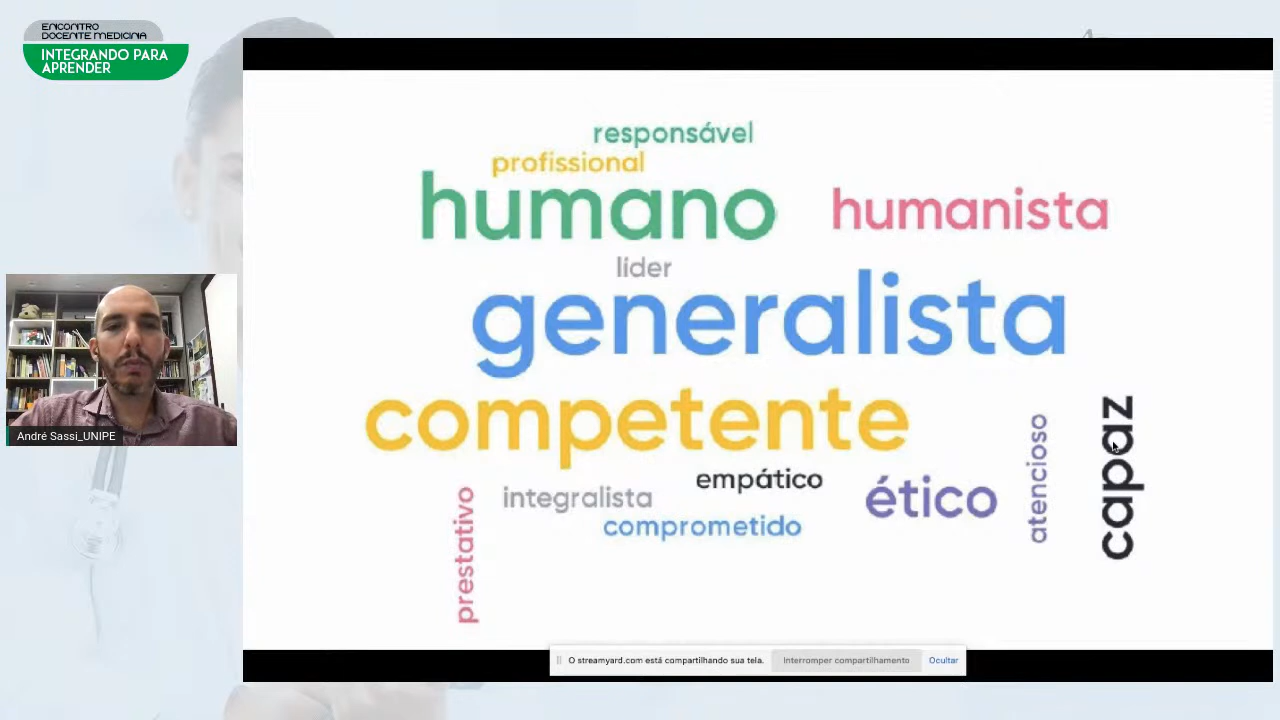 ENCONTRO
DOCENTE MEDICINA
INTEGRANDO PARA
APRENDER
responsável
profissional
humano
humanista
lider
generalista
competente
empático
integralista
ético
comprometido
prestativo
atencioso
capaz
André Sassi_UNIPE
O streamyard.com está compartilhando sua tela.
Interromper compartilhamento
Ocultar